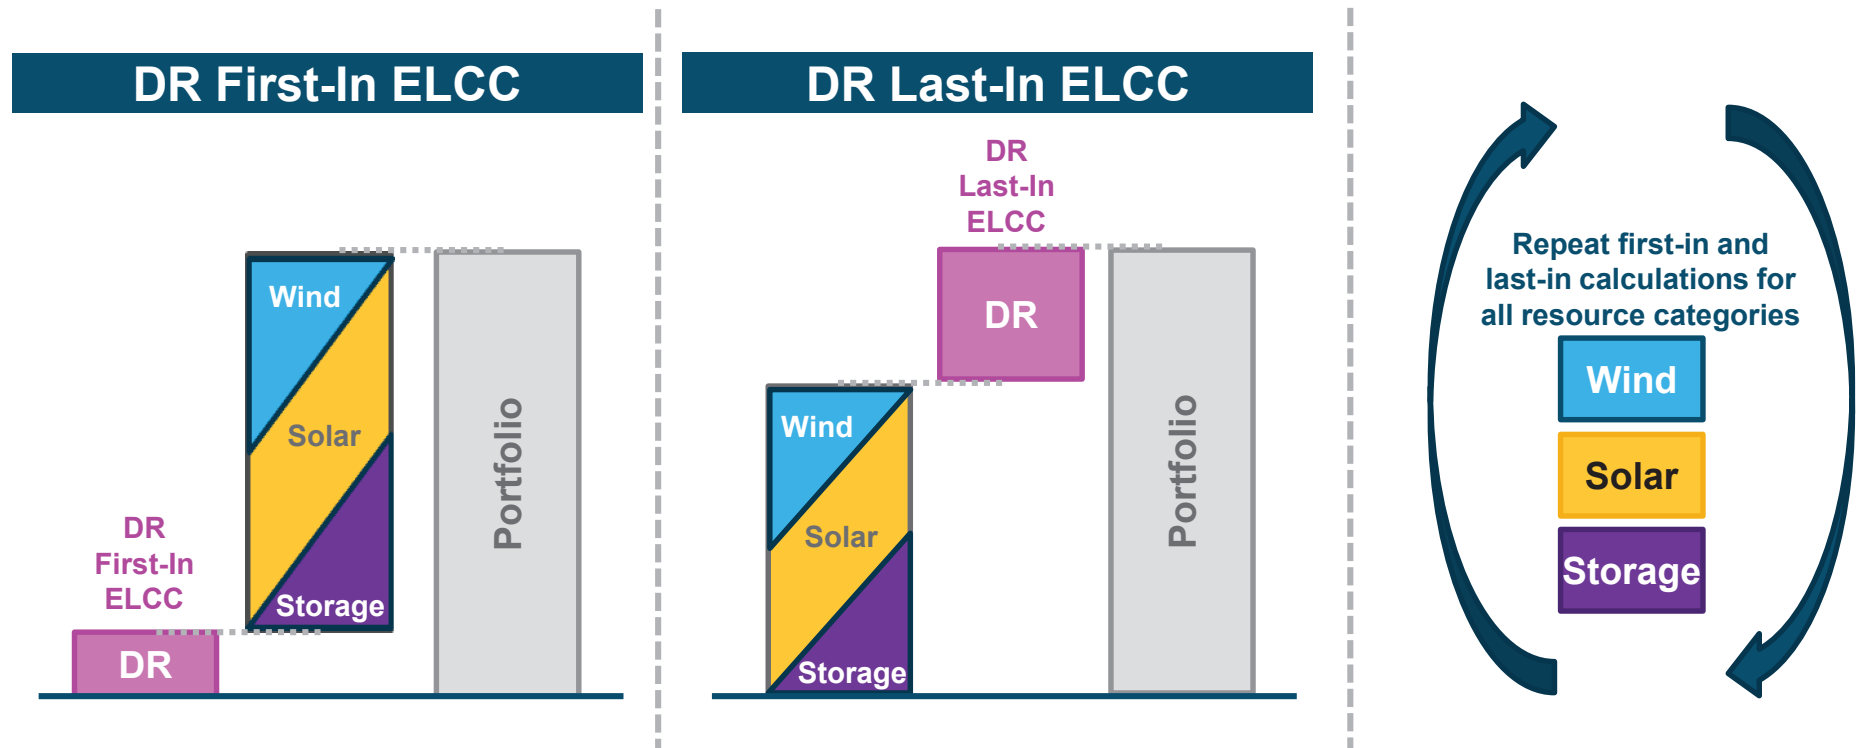 DR First-In ELCC
Wind
Solar
Storage
DR
First-In
ELCC
DR
Portfolio
DR Last-In ELCC
DR
Last-In
ELCC
DR
Wind
Solar
Storage
Portfolio
Repeat first-in and
last-in calculations for
all resource categories
Wind
Solar
Storage